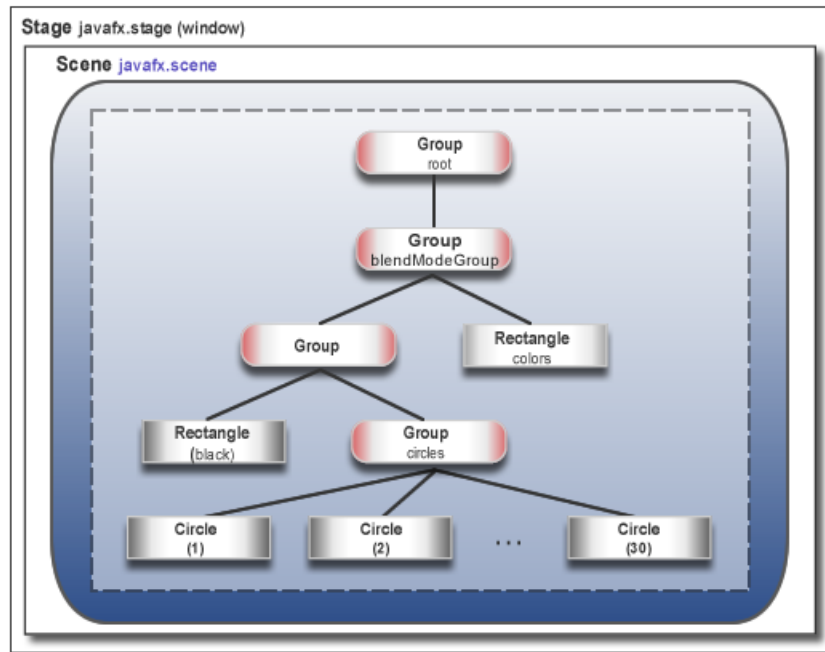 Stage javafx.stage (window)
Scene javafx.scene
Group
root
Group
blendModeGroup
Group
Rectangle
colors
Rectangle
(black)
Group
circles
Circle
(1)
Circle
(2)
...
Circle
(30)